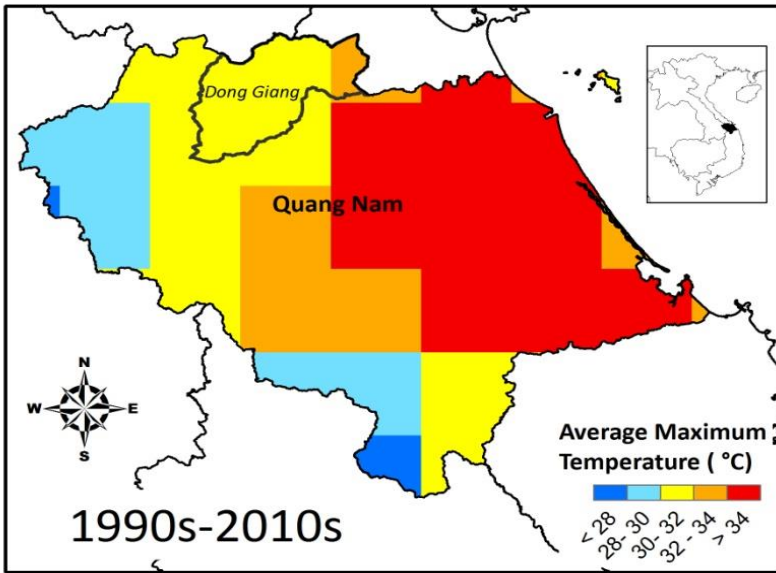 Dong Giang
Quang Nam
N
W E
S
Average Maximum
Temperature ( °C)
< 28
28- 30
30- 32
32 - 34
> 34
1990s-2010s